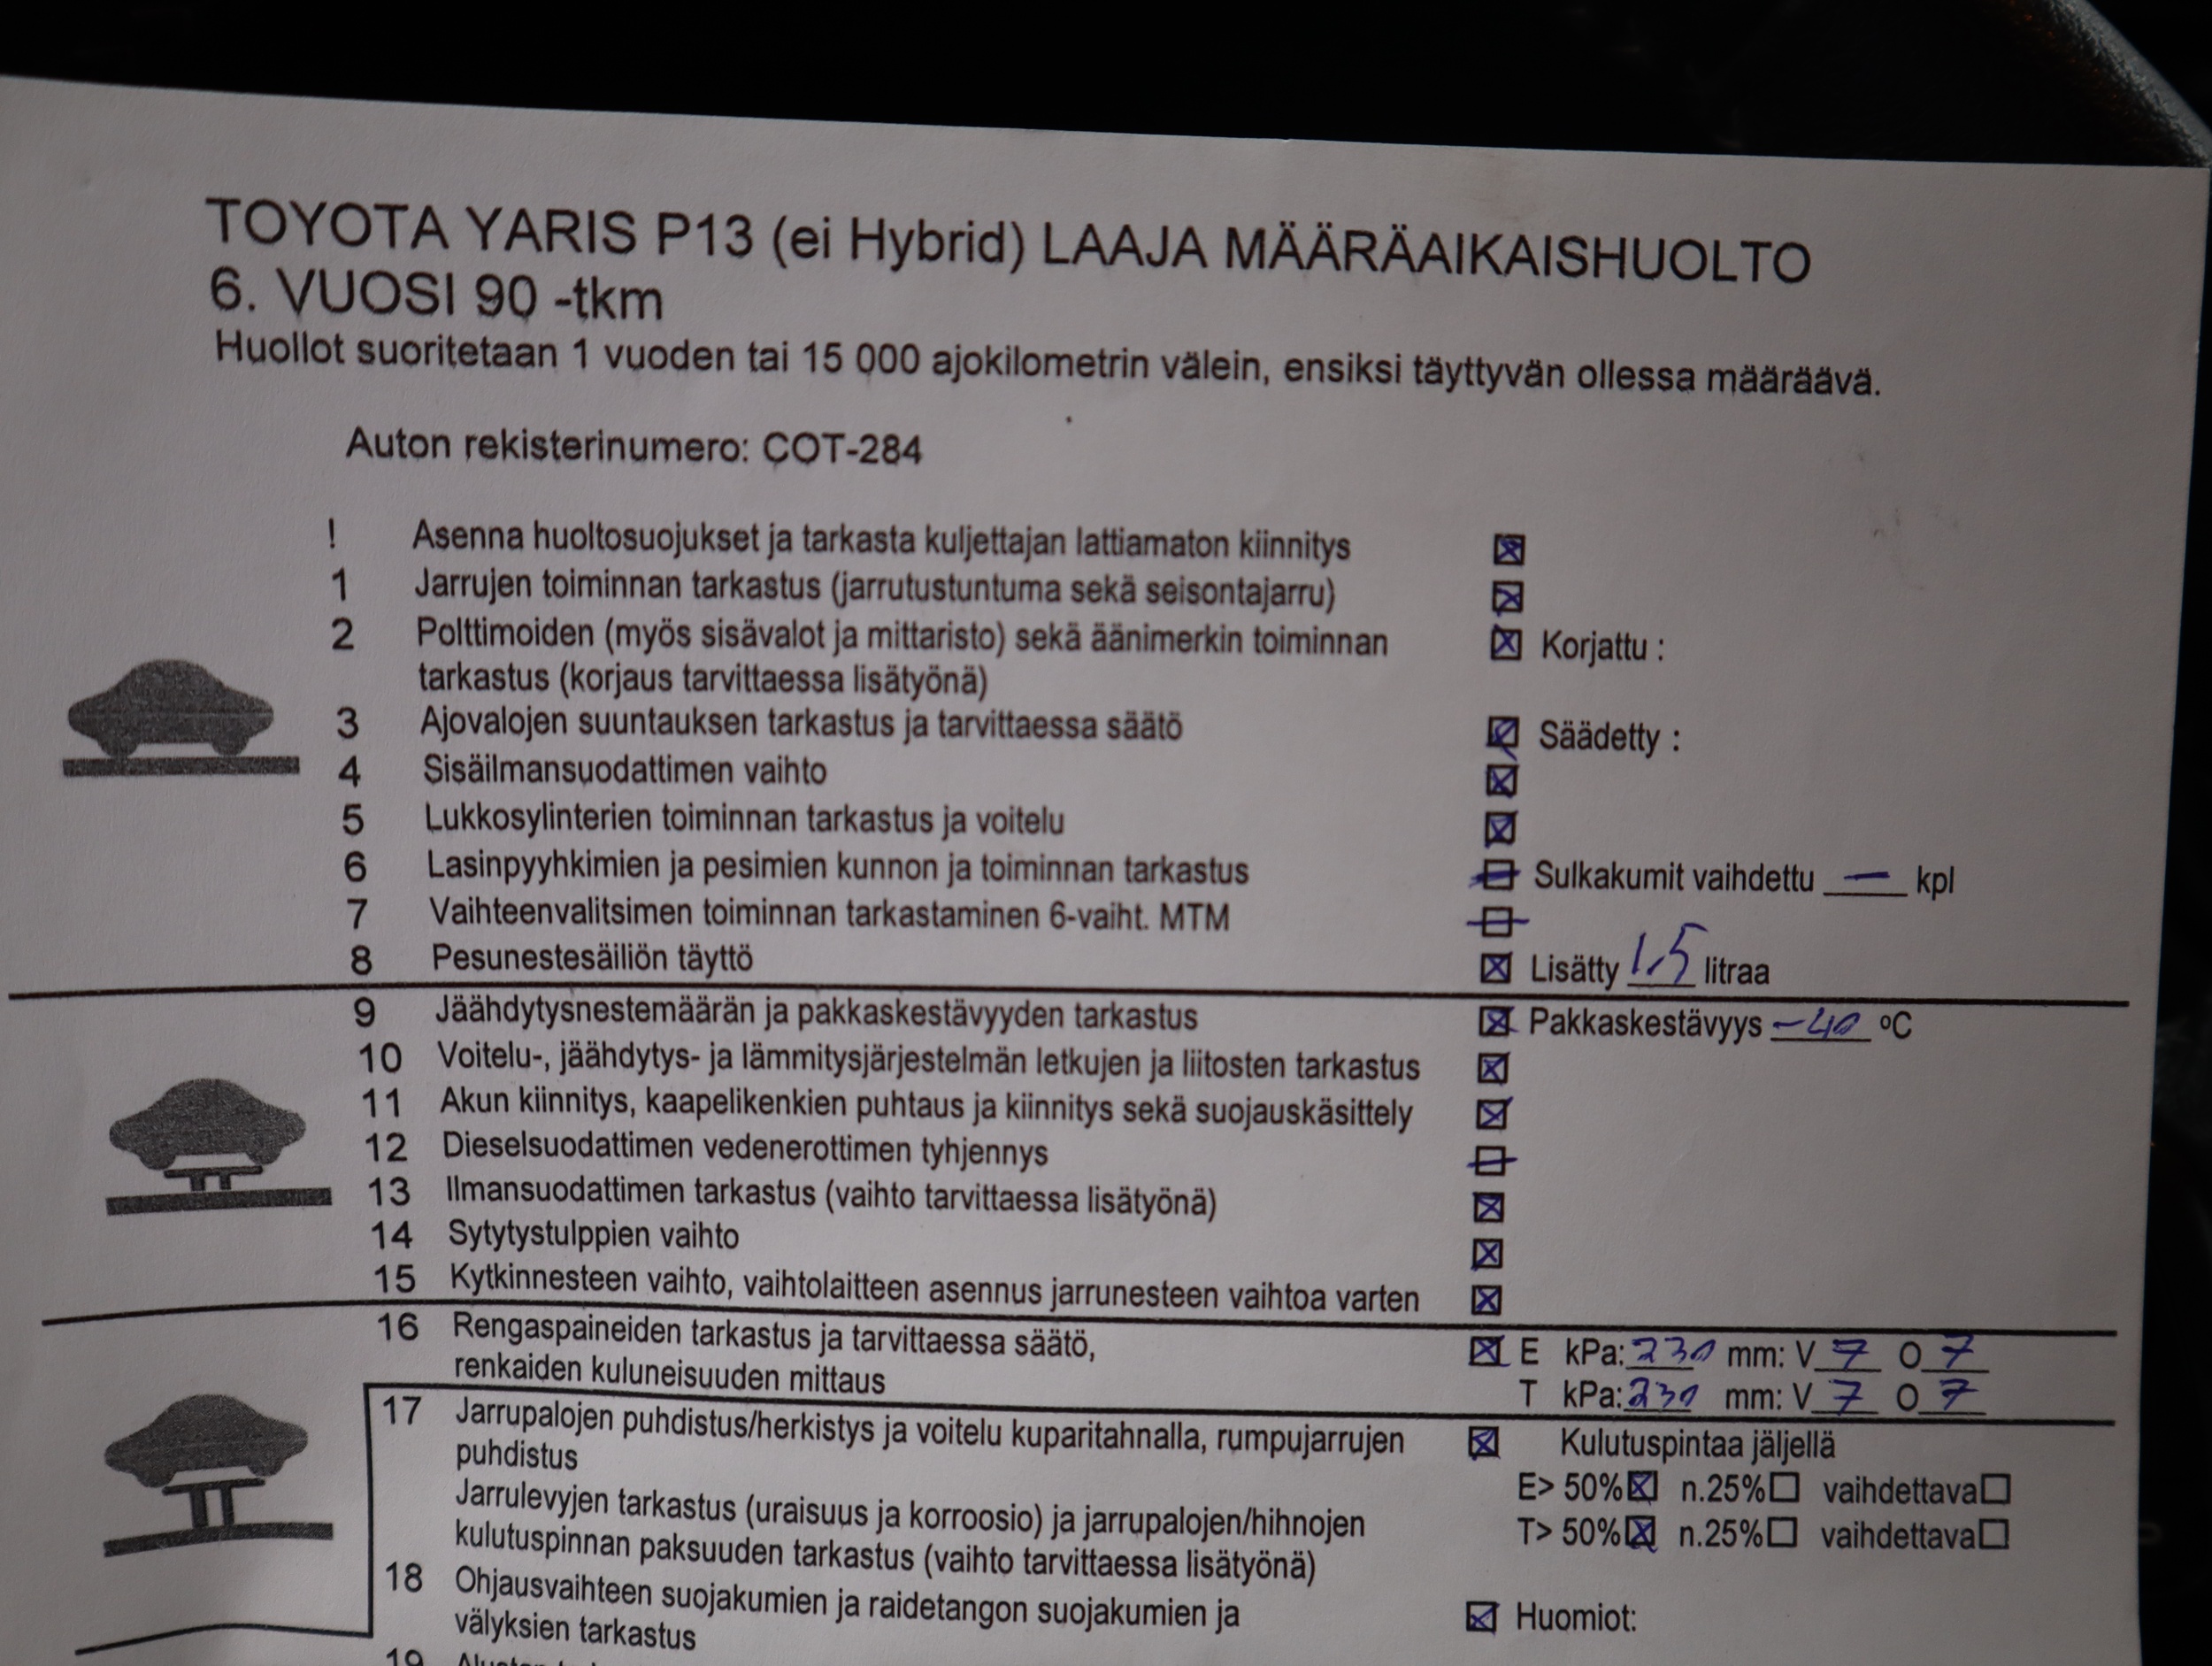 TOYOTA YARIS P13 (ei Hybrid) LAAJA MÄÄRÄAIKAISHUOLTO
6. VUOSI 90 -tkm
Huollot suoritetaan 1 vuoden tai 15 000 ajokilometrin välein, ensiksi täyttyvän ollessa määräävä.
Auton rekisterinumero: COT-284
! Asenna huoltosuojukset ja tarkasta kuljettajan lattiamaton kiinnitys ☒
1 Jarrujen toiminnan tarkastus (jarrutustuntuma sekä seisontajarru) ☒
2 Polttimoiden (myös sisävalot ja mittaristo) sekä äänimerkin toiminnan ☒ Korjattu :
tarkastus (korjaus tarvittaessa lisätyönä)
3 Ajovalojen suuntauksen tarkastus ja tarvittaessa säätö ☒ Säädetty :
4 Sisäilmansuodattimen vaihto ☒
5 Lukkosylinterien toiminnan tarkastus ja voitelu ☒
6 Lasinpyyhkimien ja pesimien kunnon ja toiminnan tarkastus Sulkakumit vaihdettu — kpl
7 Vaihteenvalitsimen toiminnan tarkastaminen 6-vaiht. MTM
8 Pesunestesäiliön täyttö ☒ Lisätty 1.5 litraa
9 Jäähdytysnestemäärän ja pakkaskestävyyden tarkastus ☒ Pakkaskestävyys -40 ºC
10 Voitelu-, jäähdytys- ja lämmitysjärjestelmän letkujen ja liitosten tarkastus ☒
11 Akun kiinnitys, kaapelikenkien puhtaus ja kiinnitys sekä suojauskäsittely ☒
12 Dieselsuodattimen vedenerottimen tyhjennys
13 Ilmansuodattimen tarkastus (vaihto tarvittaessa lisätyönä) ☒
14 Sytytystulppien vaihto ☒
15 Kytkinnesteen vaihto, vaihtolaitteen asennus jarrunesteen vaihtoa varten ☒
16 Rengaspaineiden tarkastus ja tarvittaessa säätö, ☒ E kPa: 230 mm: V 7 O 7
renkaiden kuluneisuuden mittaus T kPa: 230 mm: V 7 O 7
17 Jarrupalojen puhdistus/herkistys ja voitelu kuparitahnalla, rumpujarrujen ☒ Kulutuspintaa jäljellä
puhdistus E> 50% ☒ n.25% ☐ vaihdettava ☐
Jarrulevyjen tarkastus (uraisuus ja korroosio) ja jarrupalojen/hihnojen T> 50% ☒ n.25% ☐ vaihdettava ☐
kulutuspinnan paksuuden tarkastus (vaihto tarvittaessa lisätyönä)
18 Ohjausvaihteen suojakumien ja raidetangon suojakumien ja ☒ Huomiot:
välyksien tarkastus
19